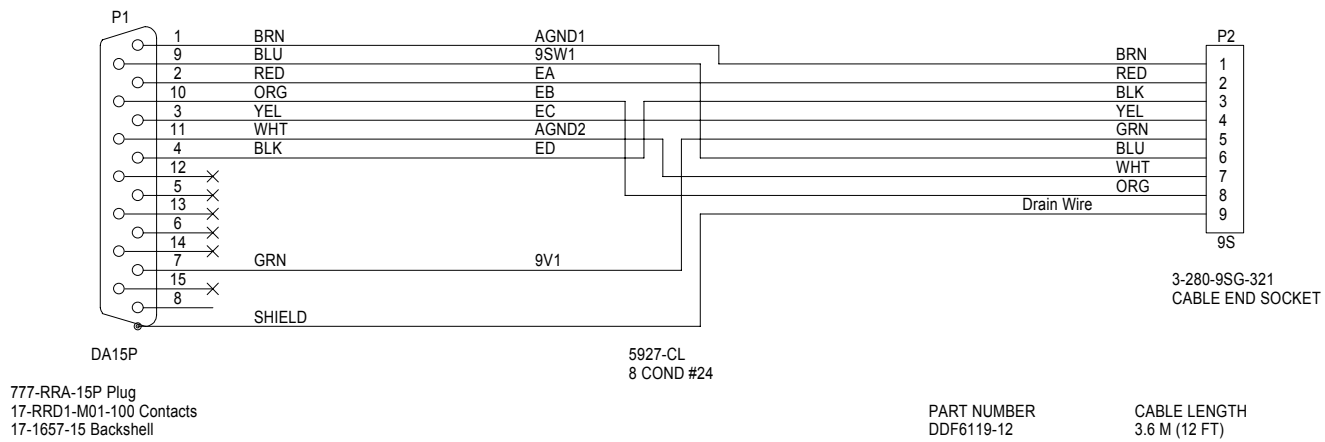 P1
1 BRN AGND1
9 BLU 9SW1
2 RED EA
10 ORG EB
3 YEL EC
11 WHT AGND2
4 BLK ED
12
5
13
6
14
7 GRN 9V1
15
8
SHIELD
DA15P
777-RRA-15P Plug
17-RRD1-M01-100 Contacts
17-1657-15 Backshell
5927-CL
8 COND #24
P2
BRN 1
RED 2
BLK 3
YEL 4
GRN 5
BLU 6
WHT 7
ORG 8
Drain Wire 9
9S
3-280-9SG-321
CABLE END SOCKET
PART NUMBER CABLE LENGTH
DDF6119-12 3.6 M (12 FT)